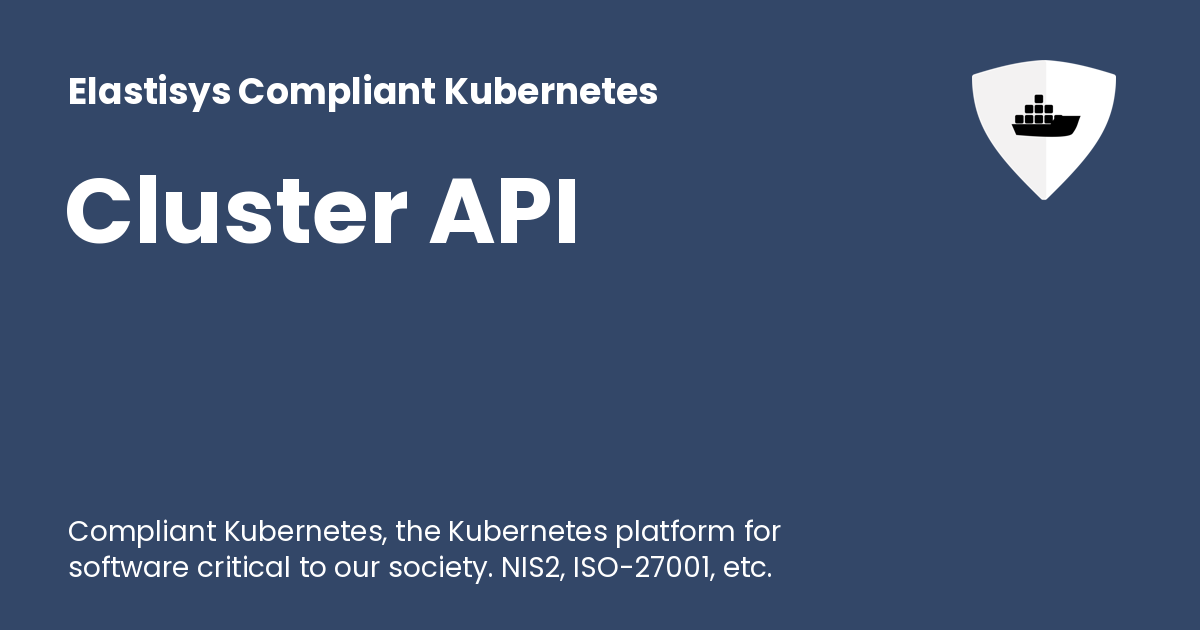 Elastisys Compliant Kubernetes
Cluster API
Compliant Kubernetes, the Kubernetes platform for
software critical to our society. NIS2, ISO-27001, etc.